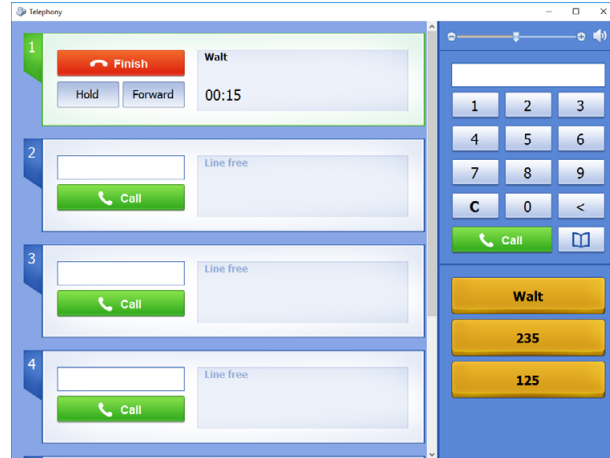 Telephony
1
Finish
Hold Forward
Walt
00:15
2
Call
Line free
3
Call
Line free
4
Call
Line free
1 2 3
4 5 6
7 8 9
C 0 <
Call
Walt
235
125